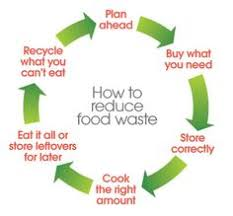 Plan
ahead
Buy what
you need
Store
correctly
Cook
the right
amount
Eat it all or
store leftovers
for later
Recycle
what you
can't eat
How to
reduce
food waste